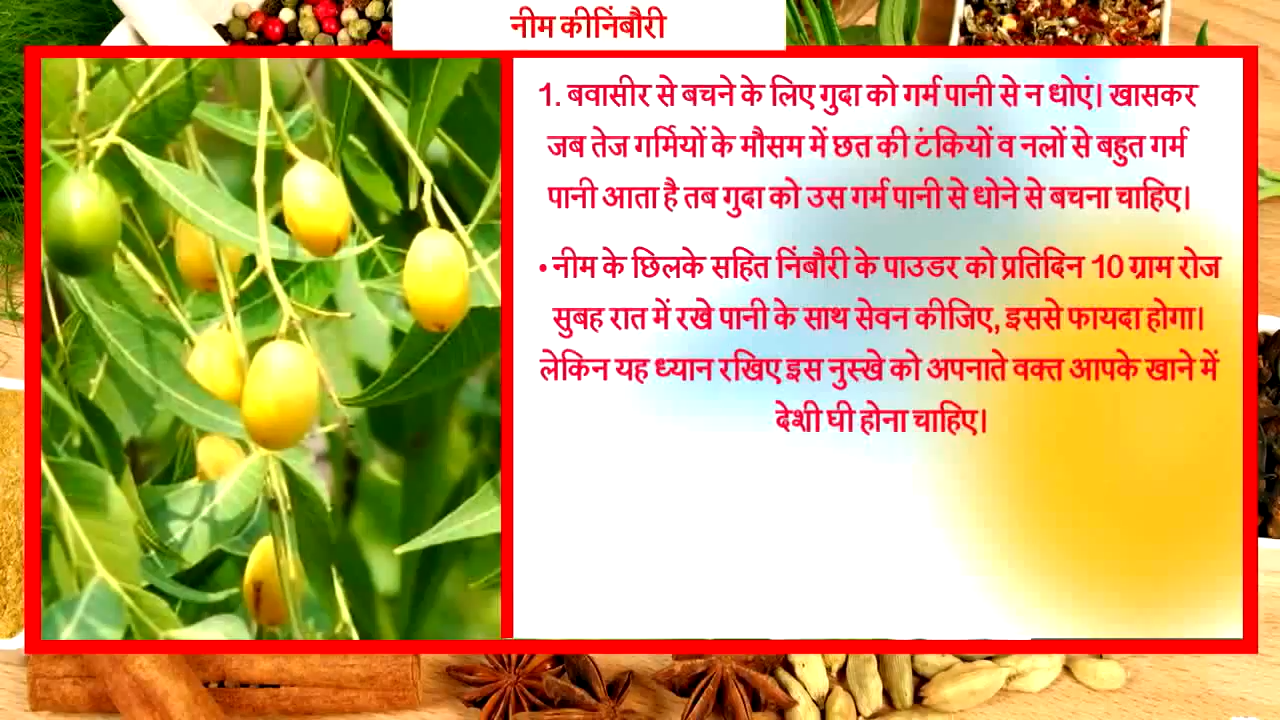 नीम कीनिंबौरी
1. बवासीर से बचने के लिए गुदा को गर्म पानी से न धोएं। खासकर
जब तेज गर्मियों के मौसम में छत की टंकियों व नलों से बहुत गर्म
पानी आता है तब गुदा को उस गर्म पानी से धोने से बचना चाहिए।
• नीम के छिलके सहित निंबौरी के पाउडर को प्रतिदिन 10 ग्राम रोज
सुबह रात में रखे पानी के साथ सेवन कीजिए, इससे फायदा होगा।
लेकिन यह ध्यान रखिए इस नुस्खे को अपनाते वक्त आपके खाने में
देशी घी होना चाहिए।